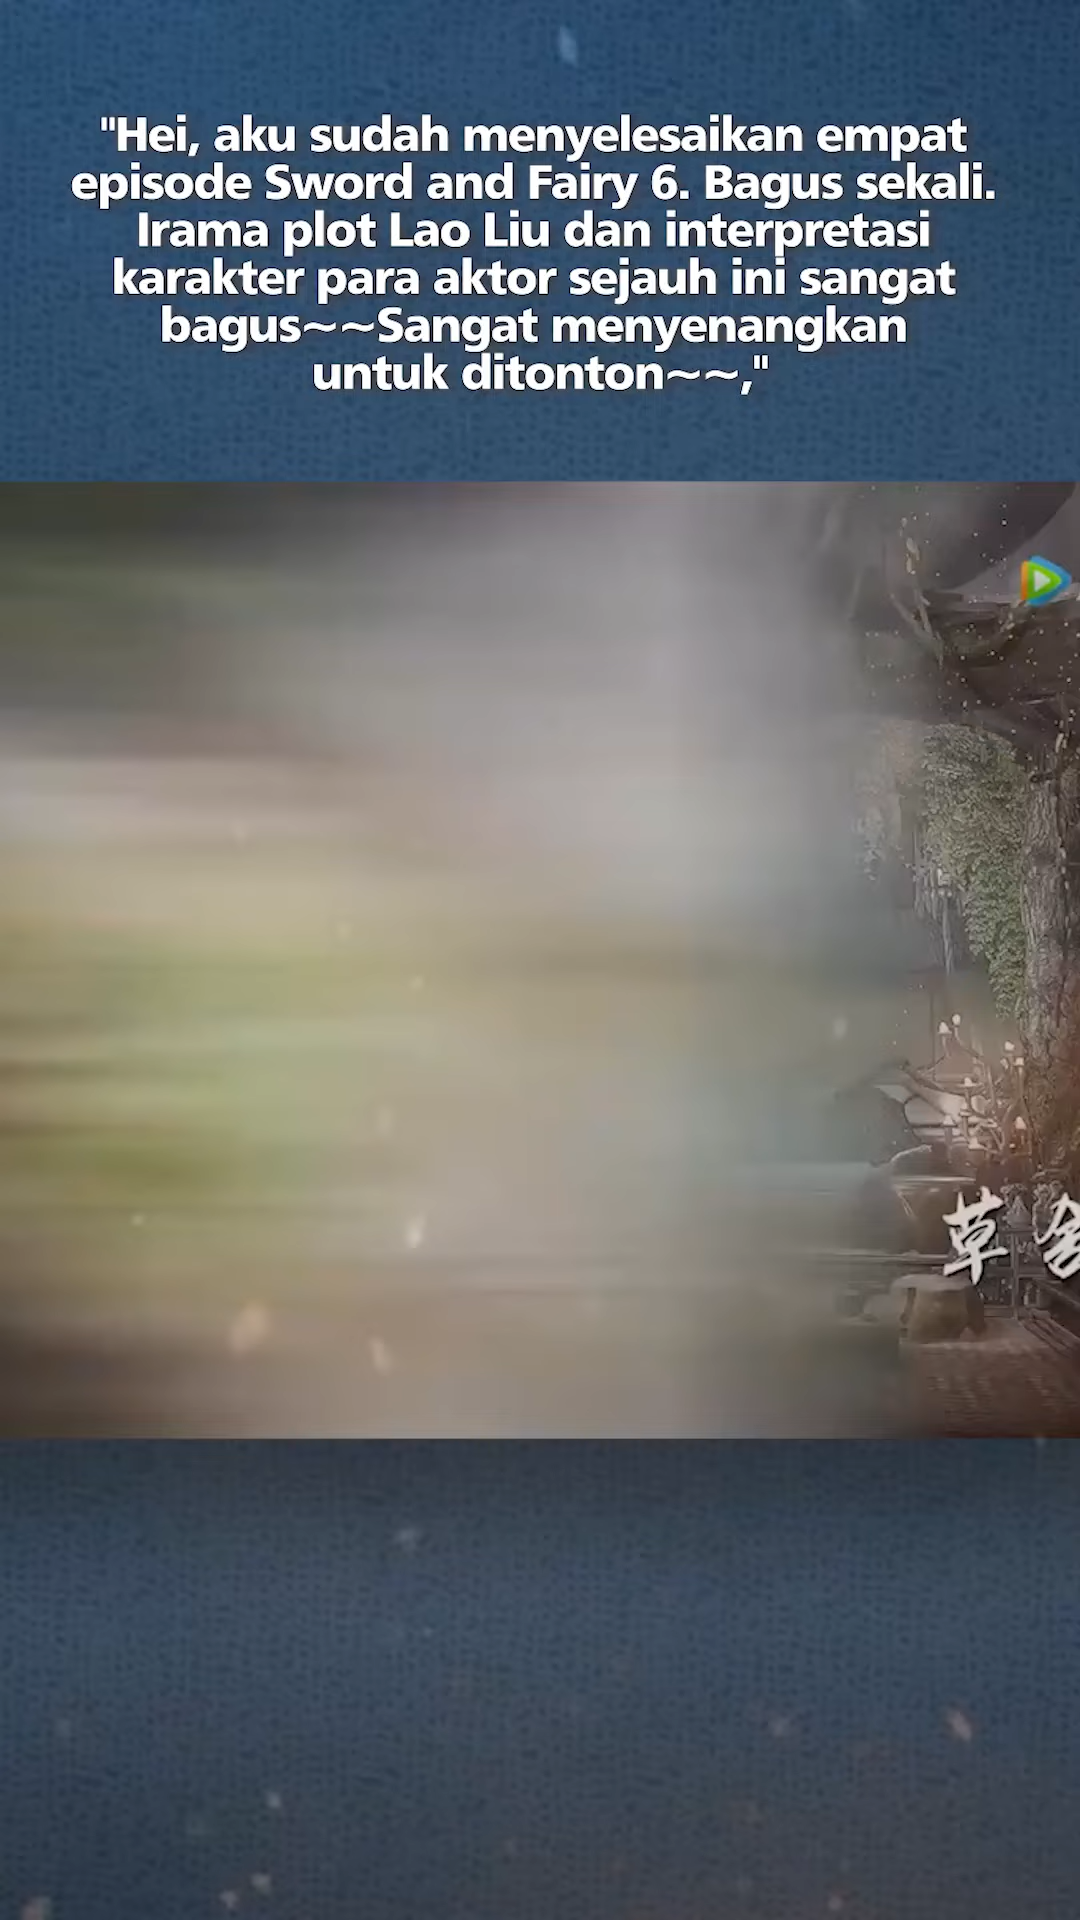 "Hei, aku sudah menyelesaikan empat
episode Sword and Fairy 6. Bagus sekali.
Irama plot Lao Liu dan interpretasi
karakter para aktor sejauh ini sangat
bagus~~Sangat menyenangkan
untuk ditonton~~,"
草舍